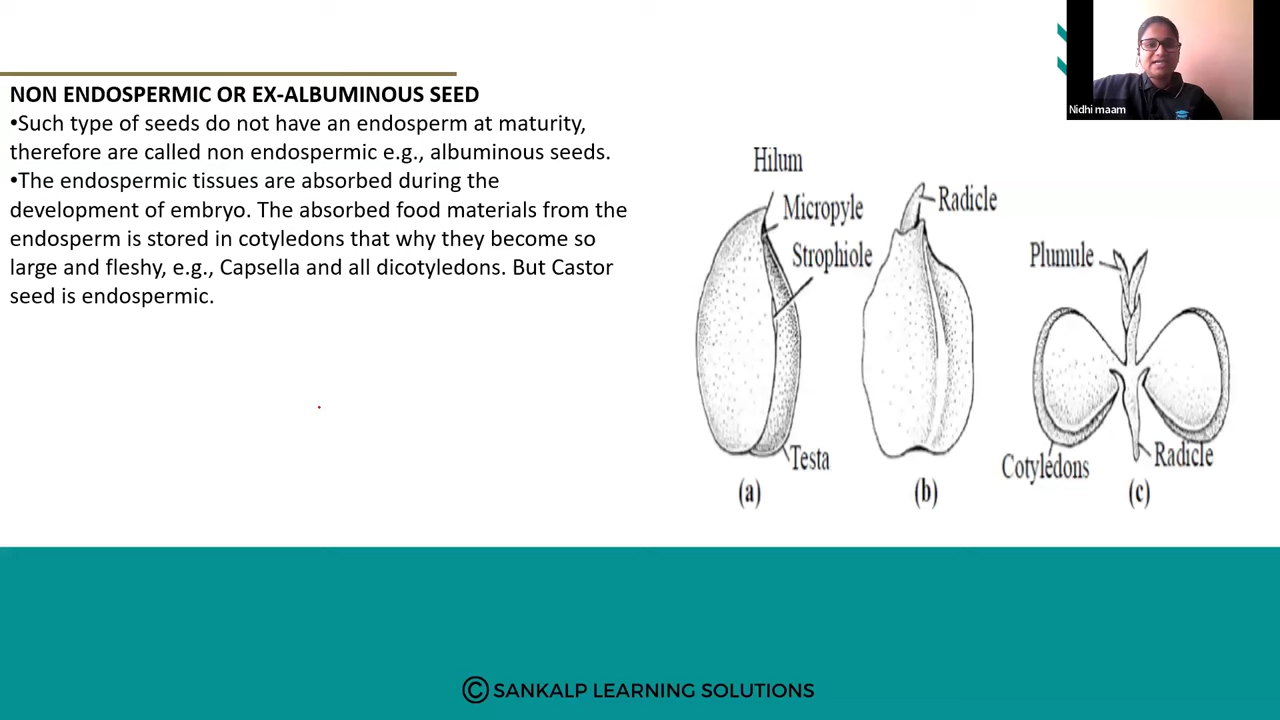 NON ENDOSPERMIC OR EX-ALBUMINOUS SEED
•Such type of seeds do not have an endosperm at maturity,
therefore are called non endospermic e.g., albuminous seeds.
•The endospermic tissues are absorbed during the
development of embryo. The absorbed food materials from the
endosperm is stored in cotyledons that why they become so
large and fleshy, e.g., Capsella and all dicotyledons. But Castor
seed is endospermic.
Nidhi maam
Hilum
Micropyle
Strophiole
Testa
(a)
Radicle
(b)
Plumule
Cotyledons
Radicle
(c)
© SANKALP LEARNING SOLUTIONS